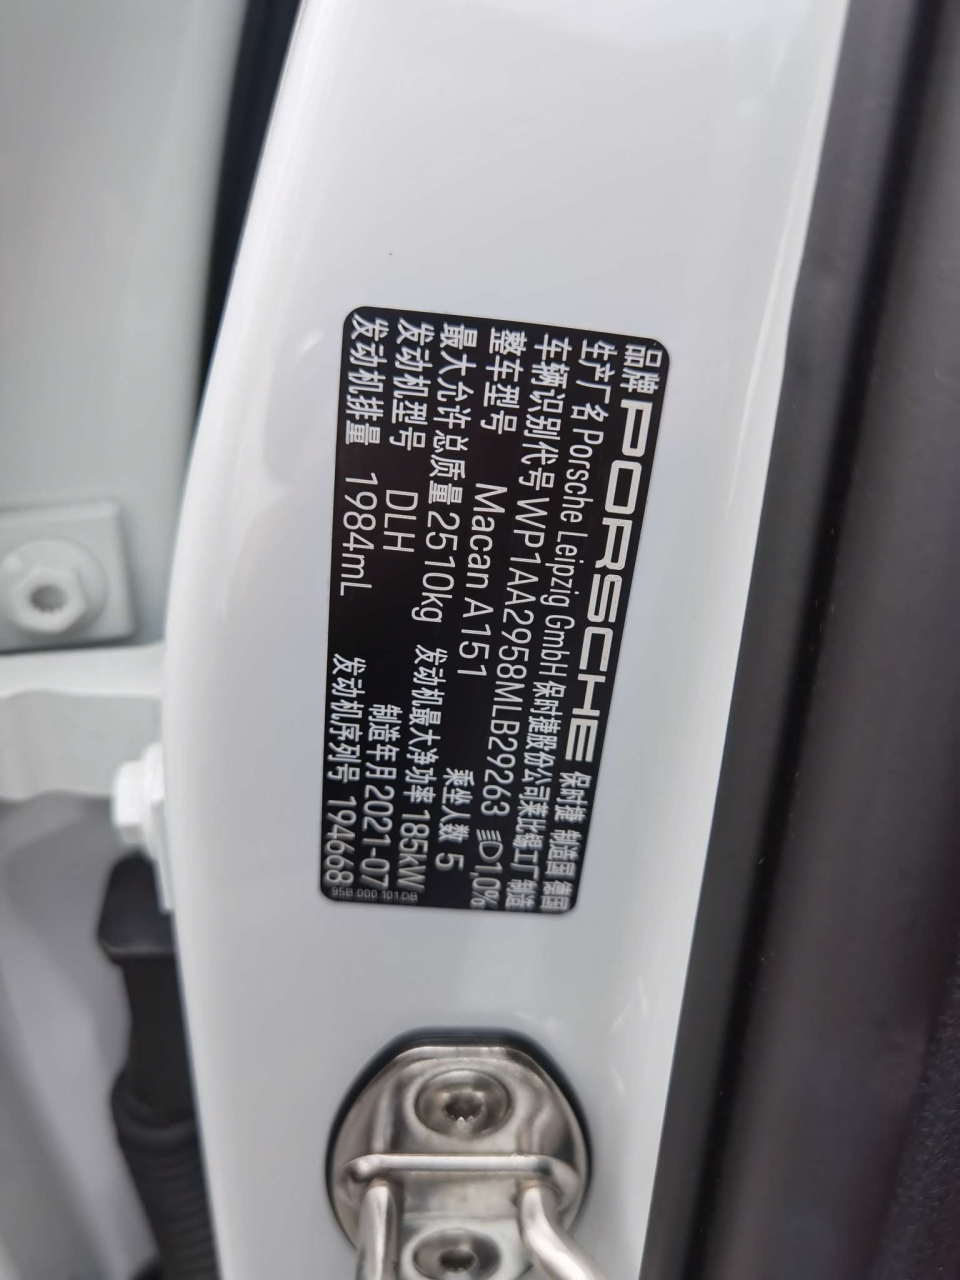 品牌 PORSCHE 保时捷 制造国 德国
生产厂名 Porsche Leipzig GmbH 保时捷股份公司莱比锡工厂制造
车辆识别代号 WP1AA2958MLB29263 1,0%
整车型号 Macan A151 乘坐人数 5
最大允许总质量 2510kg 发动机最大净功率 185kW
发动机型号 DLH 制造年月 2021-07
发动机排量 1984mL 发动机序列号 194668
95B 000 101 DB